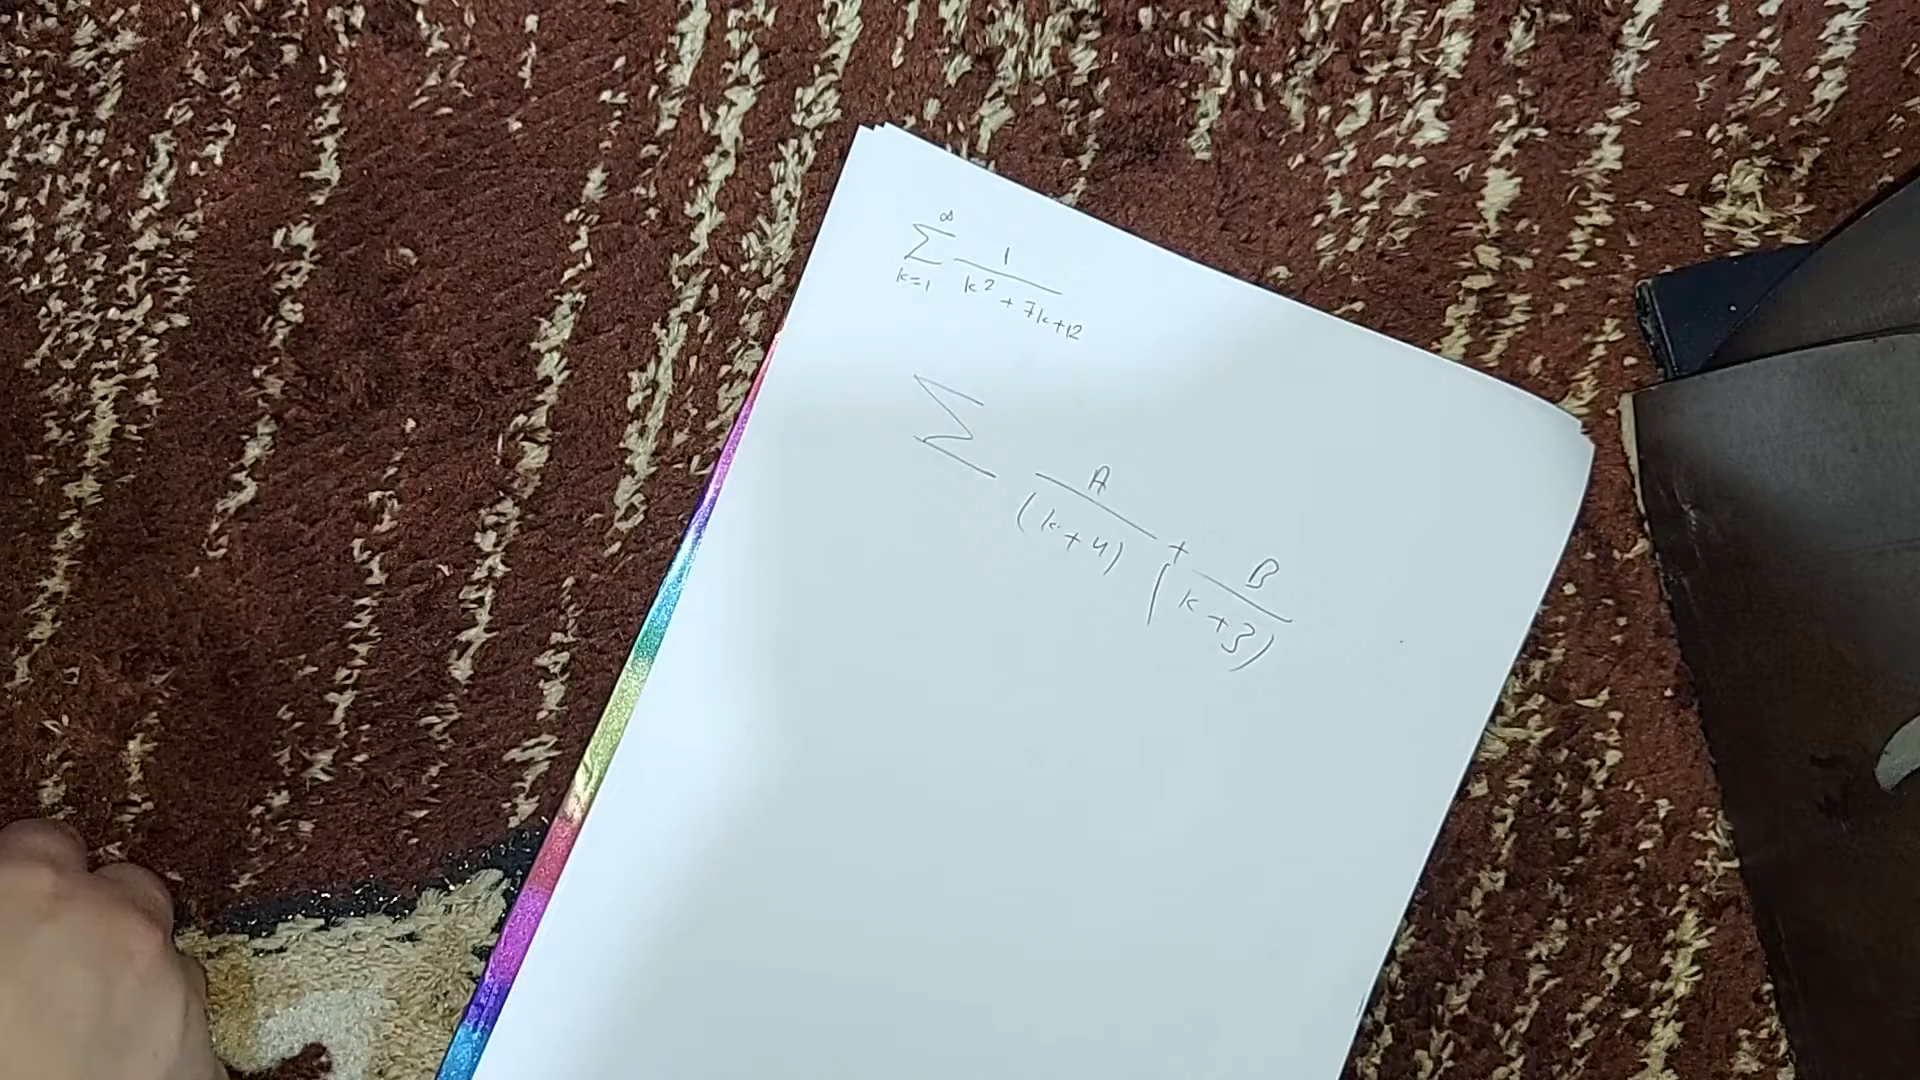 ∞
∑ 1
k=1 k² + 7k+12
∑ A + B
(k+4) (k+3)